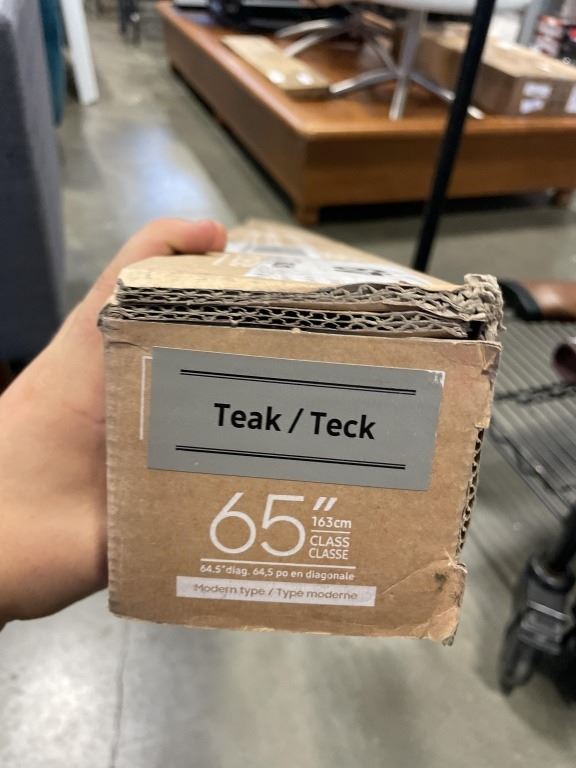 Teak / Teck
65"
163cm
CLASS
CLASSE
64.5" diag. 64,5 po en diagonale
Modern type / Type moderne